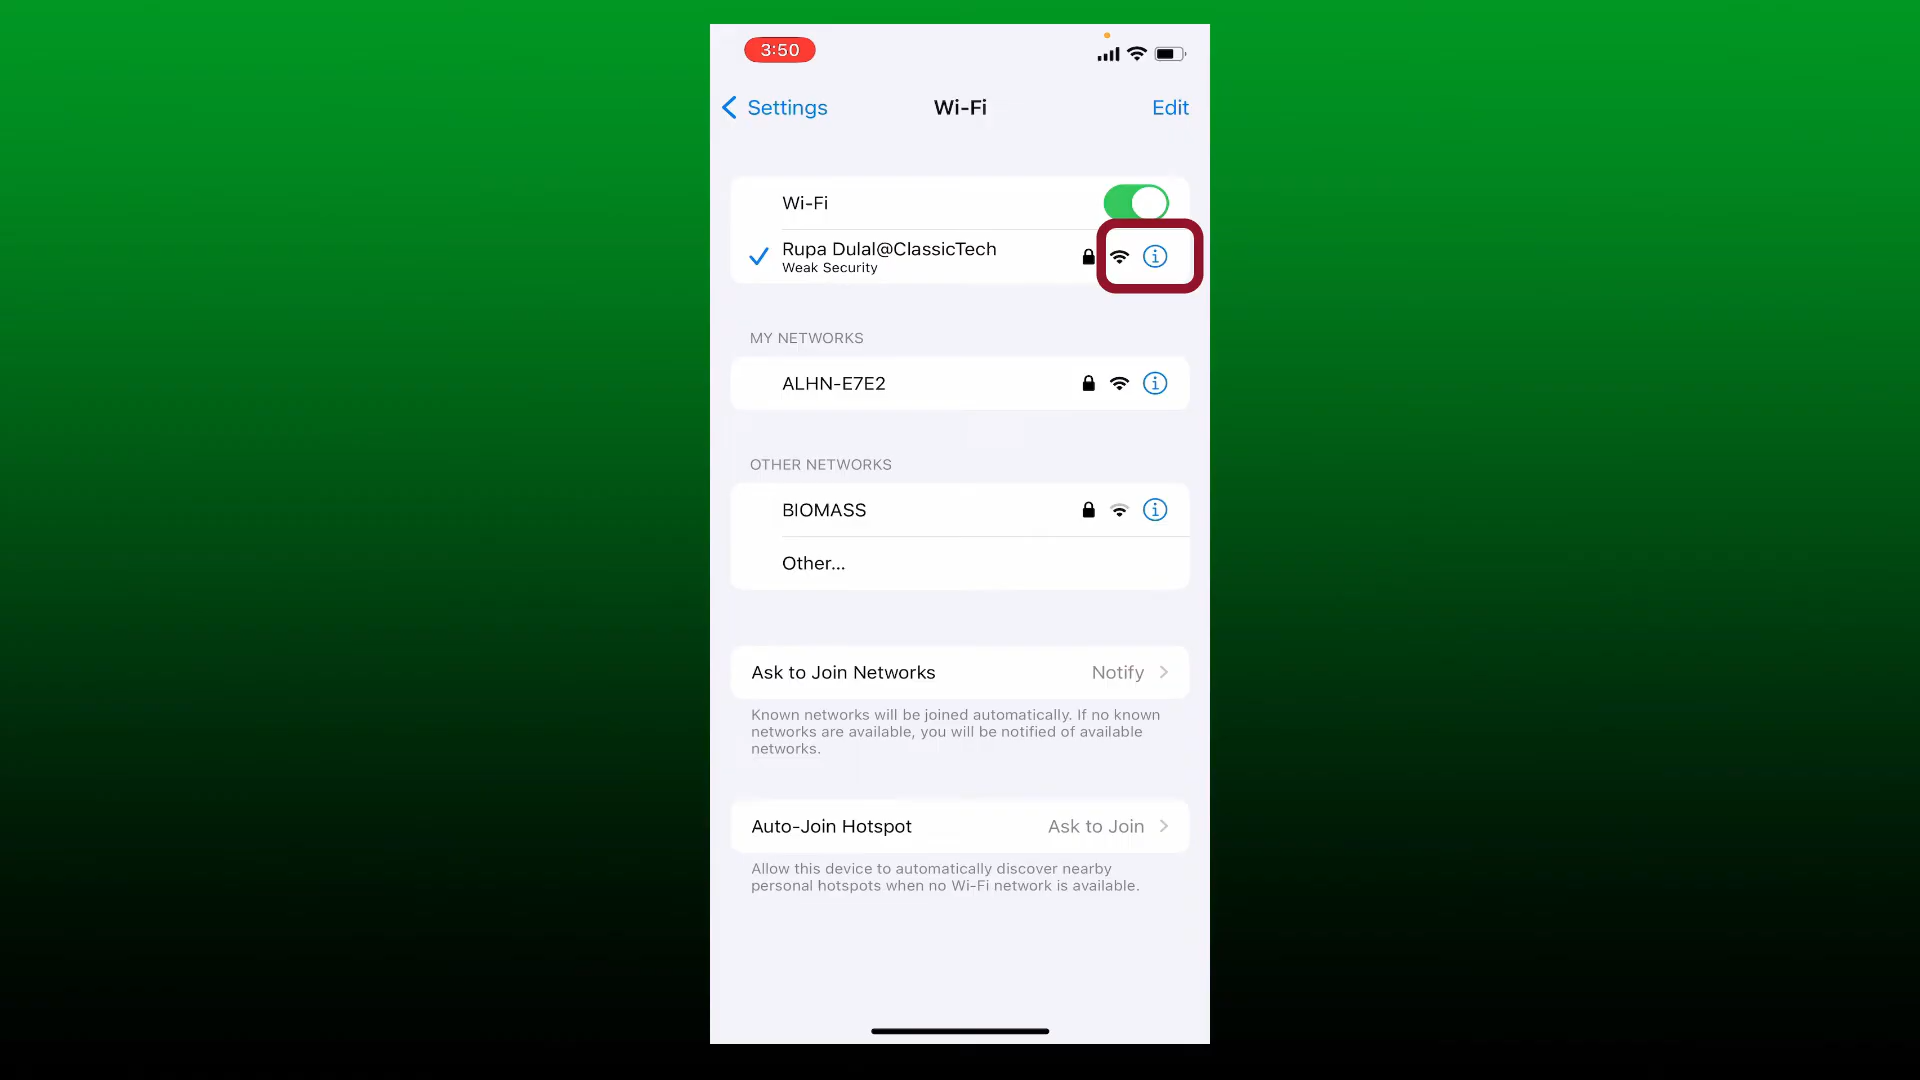 3:50
Settings
Wi-Fi
Edit
Wi-Fi
Rupa Dulal@ClassicTech
Weak Security
MY NETWORKS
ALHN-E7E2
OTHER NETWORKS
BIOMASS
Other...
Ask to Join Networks Notify
Known networks will be joined automatically. If no known
networks are available, you will be notified of available
networks.
Auto-Join Hotspot Ask to Join
Allow this device to automatically discover nearby
personal hotspots when no Wi-Fi network is available.